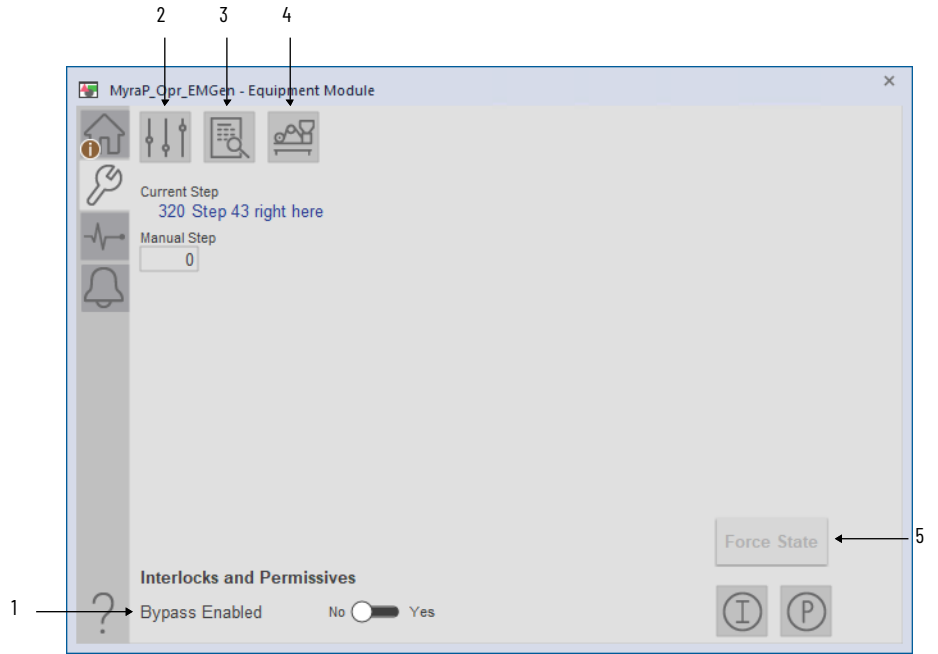 2 3 4
MyraP_Opr_EMGen - Equipment Module
Current Step
320 Step 43 right here
Manual Step
0
Force State
5
Interlocks and Permissives
1
Bypass Enabled No Yes
I P
?